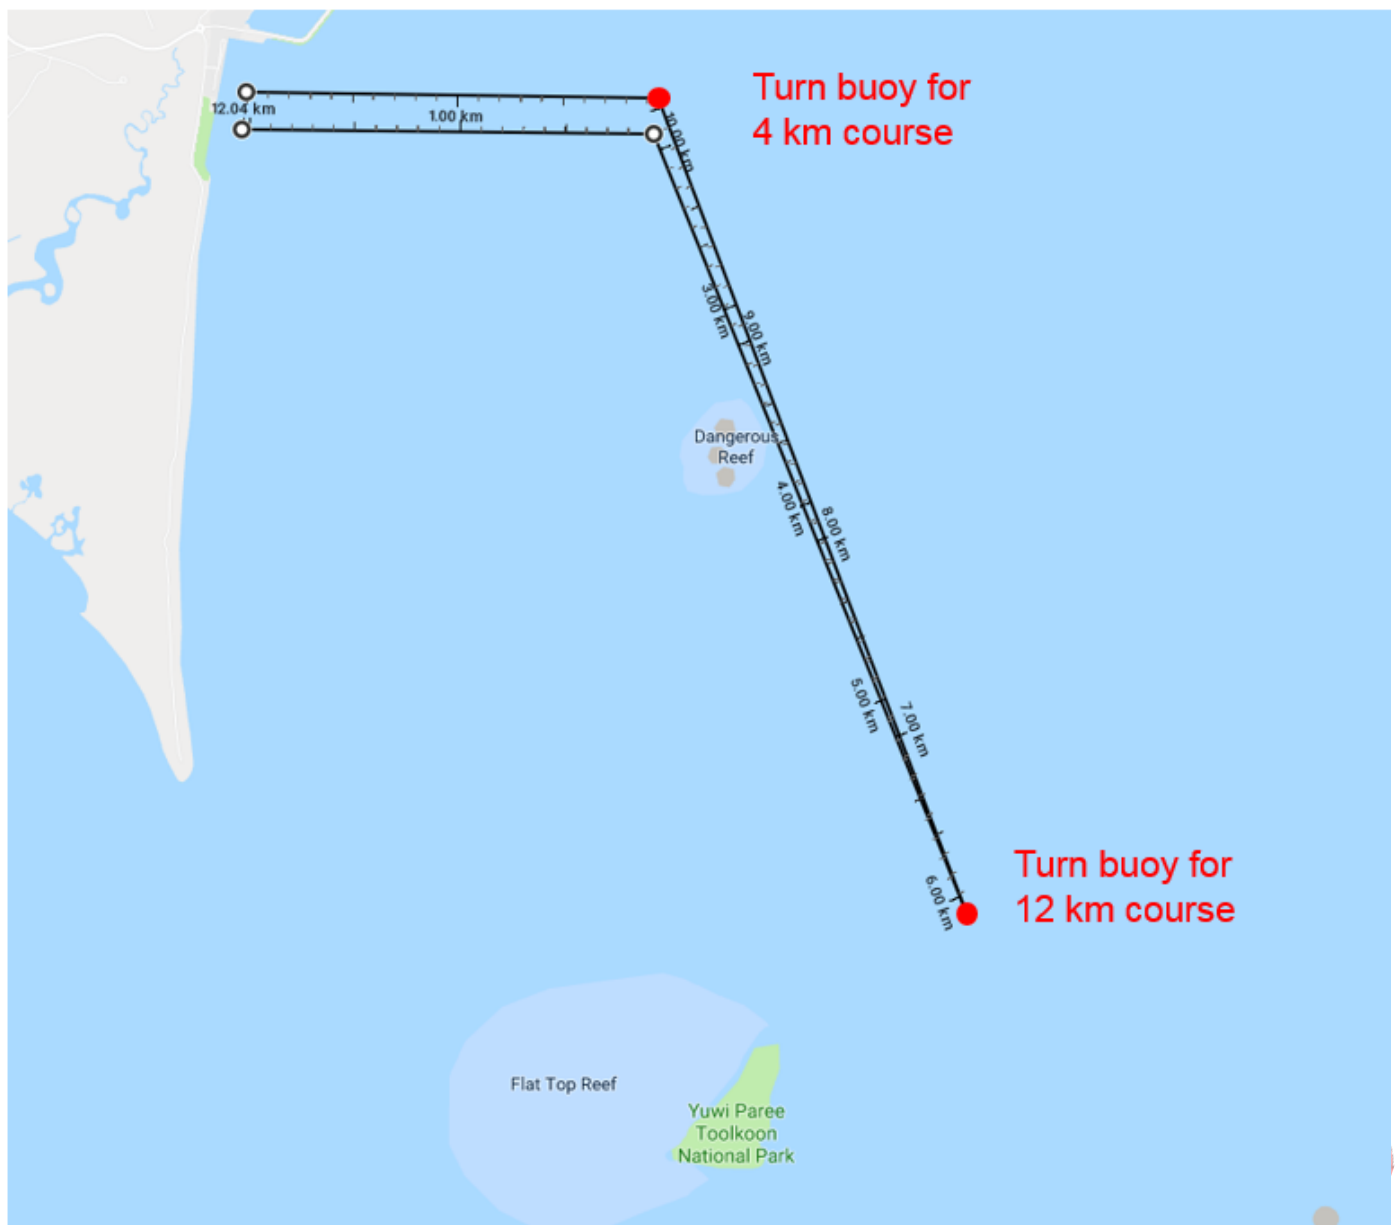 Turn buoy for
4 km course
12.04 km
1.00 km
10.00 km
3.00 km
9.00 km
Dangerous
Reef
4.00 km
8.00 km
5.00 km
7.00 km
6.00 km
Turn buoy for
12 km course
Flat Top Reef
Yuwi Paree
Toolkoon
National Park